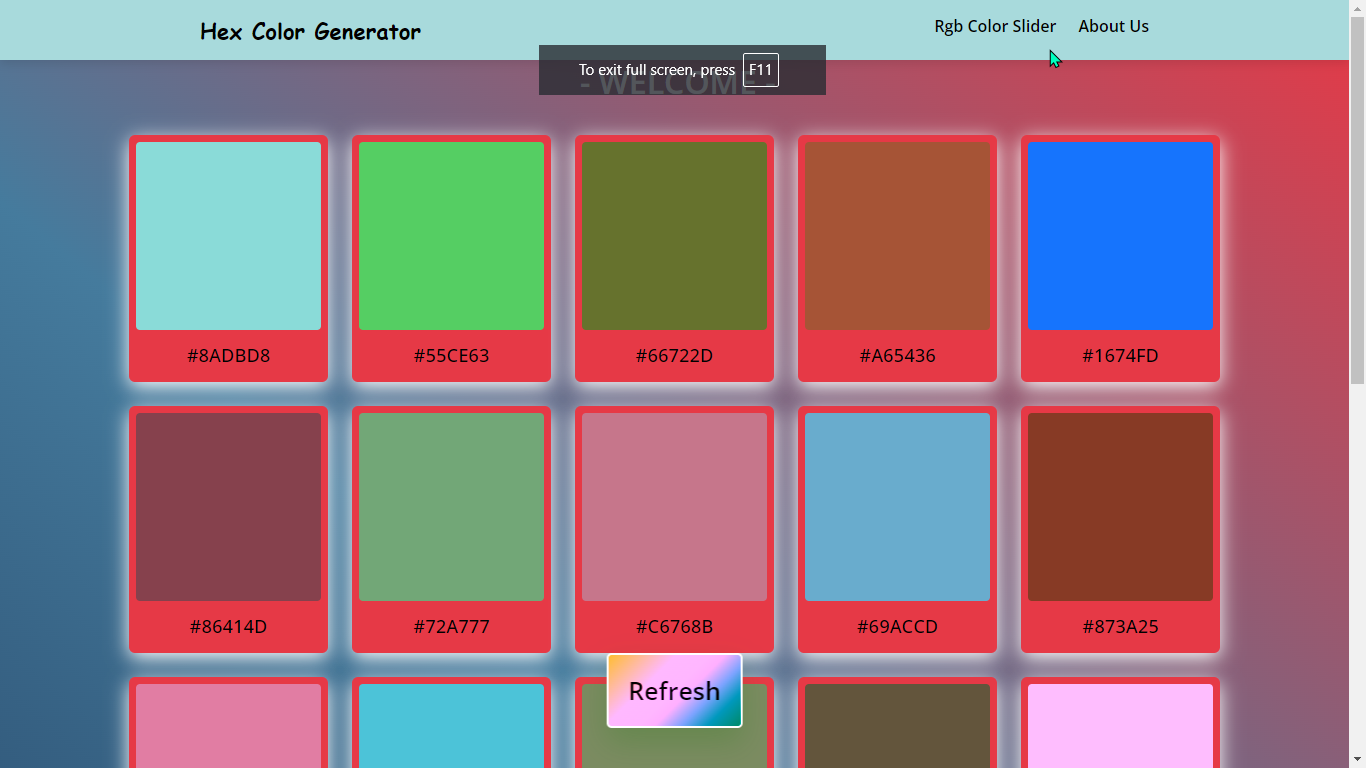 Hex Color Generator
Rgb Color Slider
About Us
To exit full screen, press F11
- WELCOME -
#8ADBD8
#55CE63
#66722D
#A65436
#1674FD
#86414D
#72A777
#C6768B
#69ACCD
#873A25
Refresh